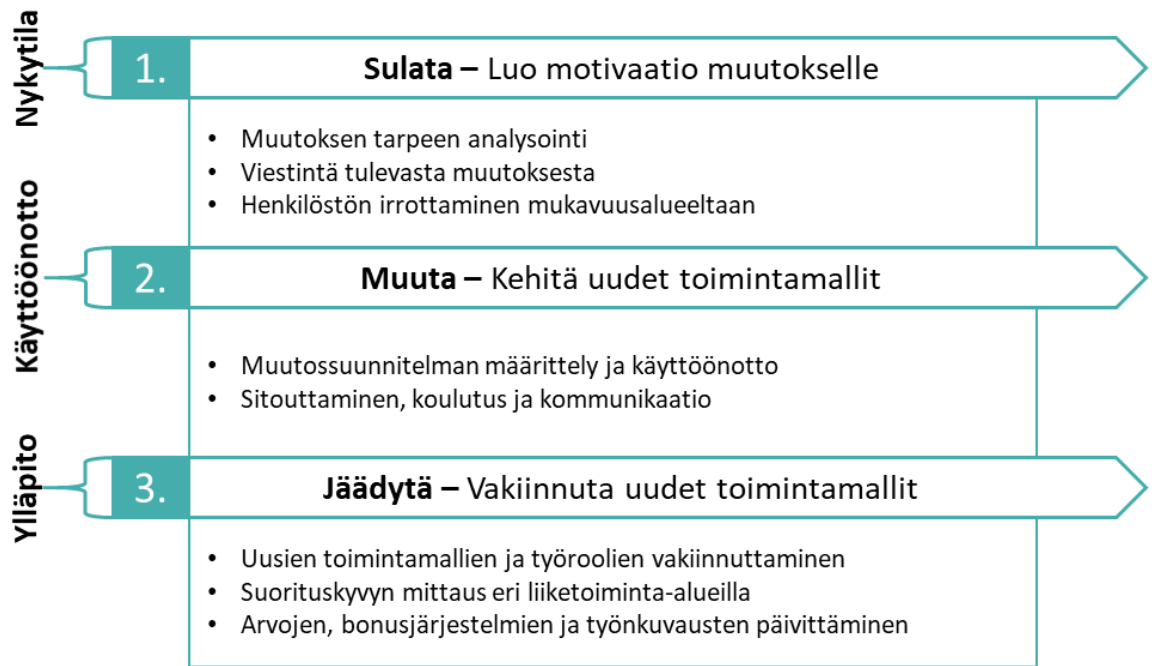 Nykytila
1.
Sulata – Luo motivaatio muutokselle
• Muutoksen tarpeen analysointi
• Viestintä tulevasta muutoksesta
• Henkilöstön irrottaminen mukavuusalueeltaan
Käyttöönotto
2.
Muuta – Kehitä uudet toimintamallit
• Muutossuunnitelman määrittely ja käyttöönotto
• Sitouttaminen, koulutus ja kommunikaatio
Ylläpito
3.
Jäädytä – Vakiinnuta uudet toimintamallit
• Uusien toimintamallien ja työroolien vakiinnuttaminen
• Suorituskyvyn mittaus eri liiketoiminta-alueilla
• Arvojen, bonusjärjestelmien ja työnkuvausten päivittäminen